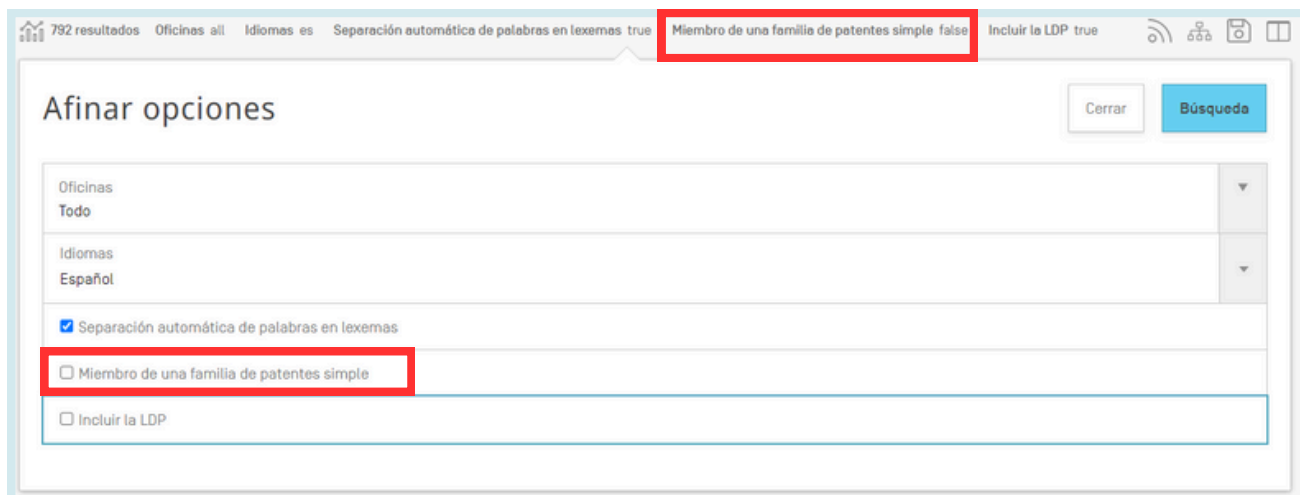 792 resultados Oficinas all Idiomas es Separación automática de palabras en lexemas true Miembro de una familia de patentes simple false Incluir la LDP true
Afinar opciones
Cerrar
Búsqueda
Oficinas
Todo
Idiomas
Español
Separación automática de palabras en lexemas
Miembro de una familia de patentes simple
Incluir la LDP